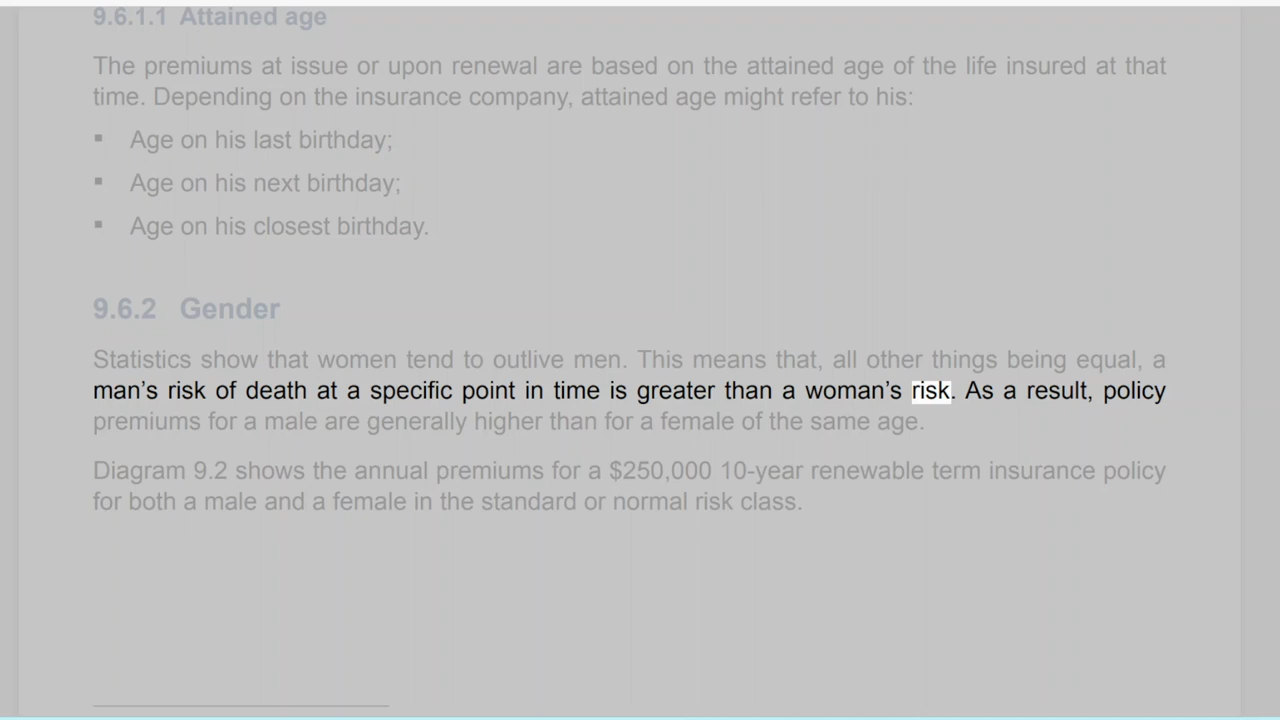 9.6.1.1 Attained age
The premiums at issue or upon renewal are based on the attained age of the life insured at that
time. Depending on the insurance company, attained age might refer to his:
▪ Age on his last birthday;
▪ Age on his next birthday;
▪ Age on his closest birthday.
9.6.2 Gender
Statistics show that women tend to outlive men. This means that, all other things being equal, a
man’s risk of death at a specific point in time is greater than a woman’s risk. As a result, policy
premiums for a male are generally higher than for a female of the same age.
Diagram 9.2 shows the annual premiums for a $250,000 10-year renewable term insurance policy
for both a male and a female in the standard or normal risk class.